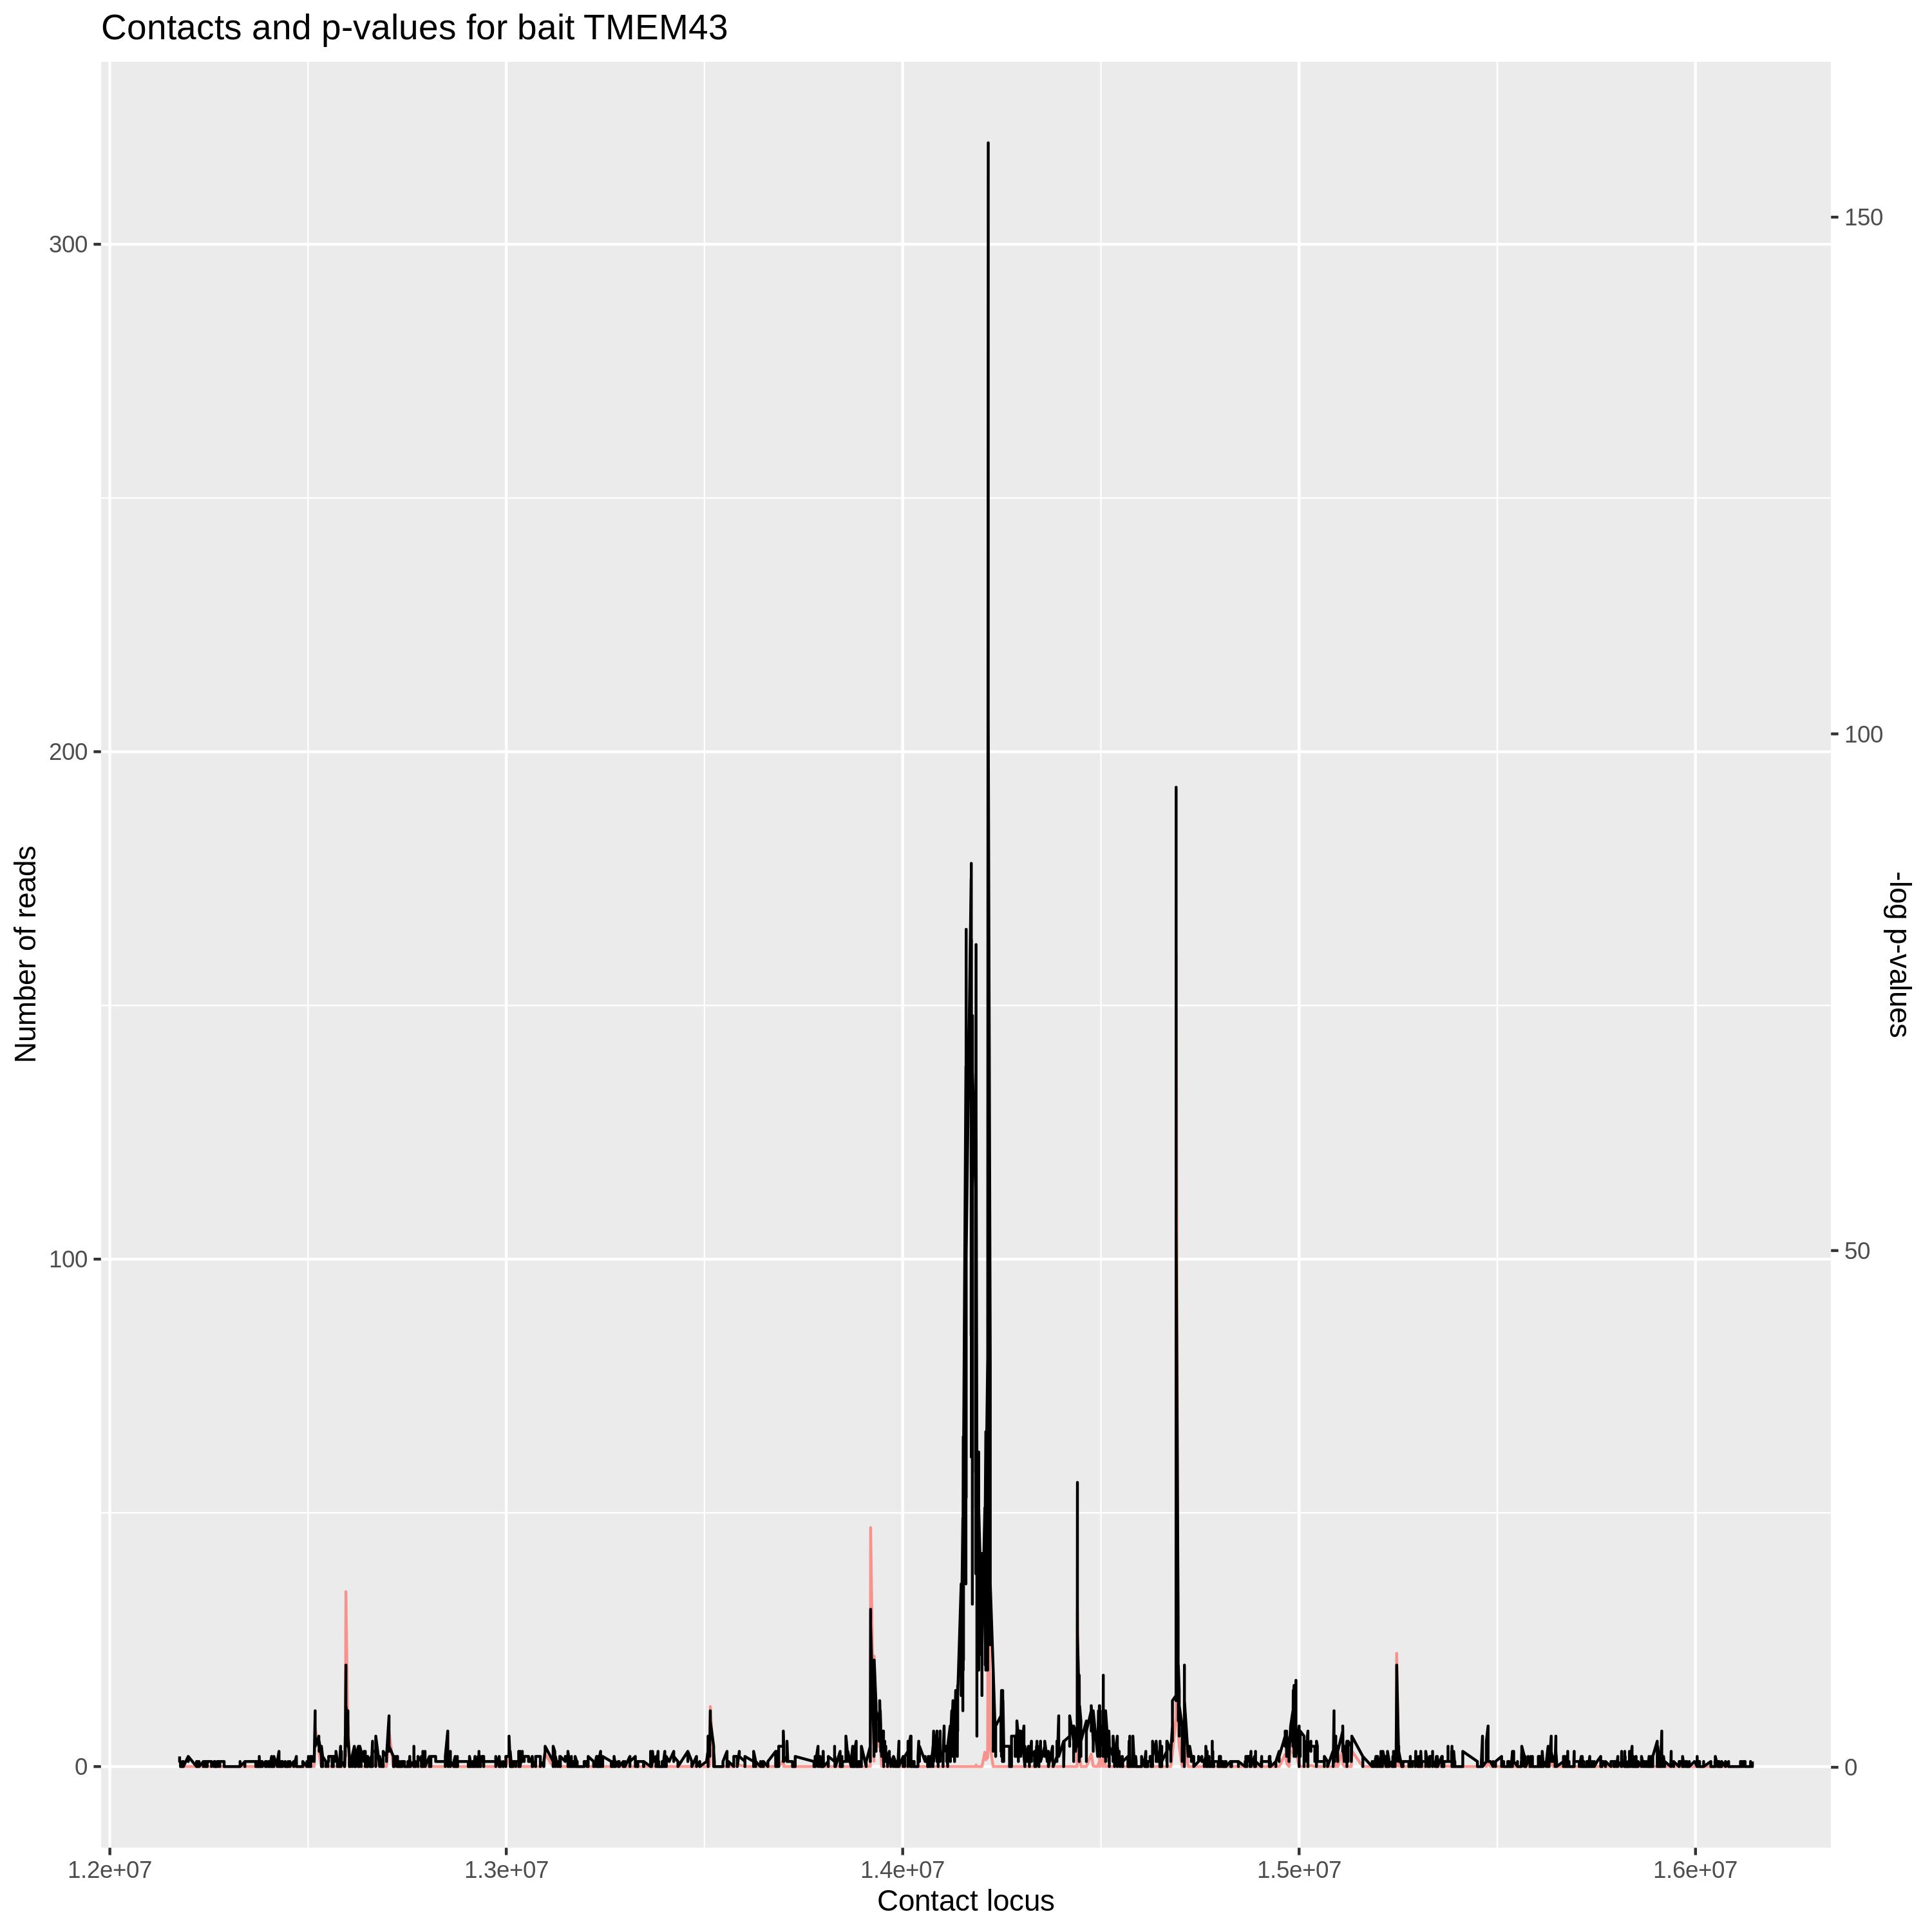 Contacts and p-values for bait TMEM43
300
200
100
0
Number of reads
150
100
50
0
-log p-values
1.2e+07 1.3e+07 1.4e+07 1.5e+07 1.6e+07
Contact locus